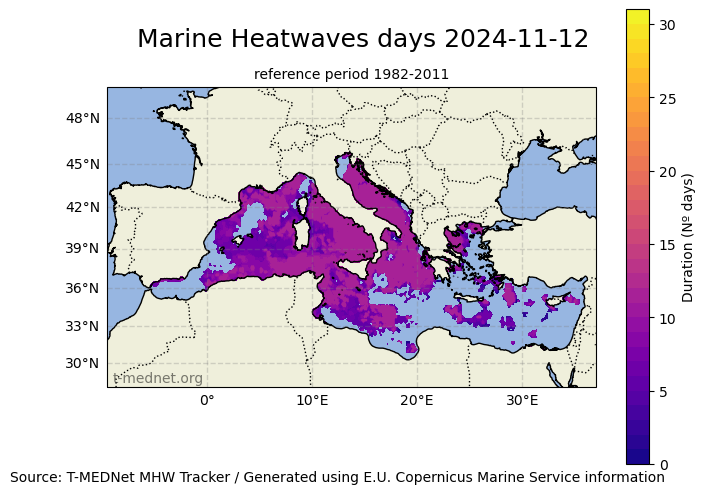 Marine Heatwaves days 2024-11-12
reference period 1982-2011
48°N
45°N
42°N
39°N
36°N
33°N
30°N
t-mednet.org
0°
10°E
20°E
30°E
30
25
20
15
10
5
0
Duration (Nº days)
Source: T-MEDNet MHW Tracker / Generated using E.U. Copernicus Marine Service information